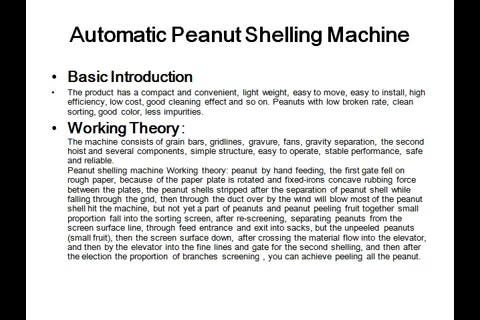 Automatic Peanut Shelling Machine
• Basic Introduction
• The product has a compact and convenient, light weight, easy to move, easy to install, high
efficiency, low cost, good cleaning effect and so on. Peanuts with low broken rate, clean
sorting, good color, less impurities.
• Working Theory:
The machine consists of grain bars, gridlines, gravure, fans, gravity separation, the second
hoist and several components, simple structure, easy to operate, stable performance, safe
and reliable.
Peanut shelling machine Working theory: peanut by hand feeding, the first gate fell on
rough paper, because of the paper plate is rotated and fixed-irons concave rubbing force
between the plates, the peanut shells stripped after the separation of peanut shell while
falling through the grid, then through the duct over by the wind will blow most of the peanut
shell hit the machine, but not yet a part of peanuts and peanut peeling fruit together small
proportion fall into the sorting screen, after re-screening, separating peanuts from the
screen surface line, through feed entrance and exit into sacks, but the unpeeled peanuts
(small fruit), then the screen surface down, after crossing the material flow into the elevator,
and then by the elevator into the fine lines and gate for the second shelling, and then after
the election the proportion of branches screening , you can achieve peeling all the peanut.